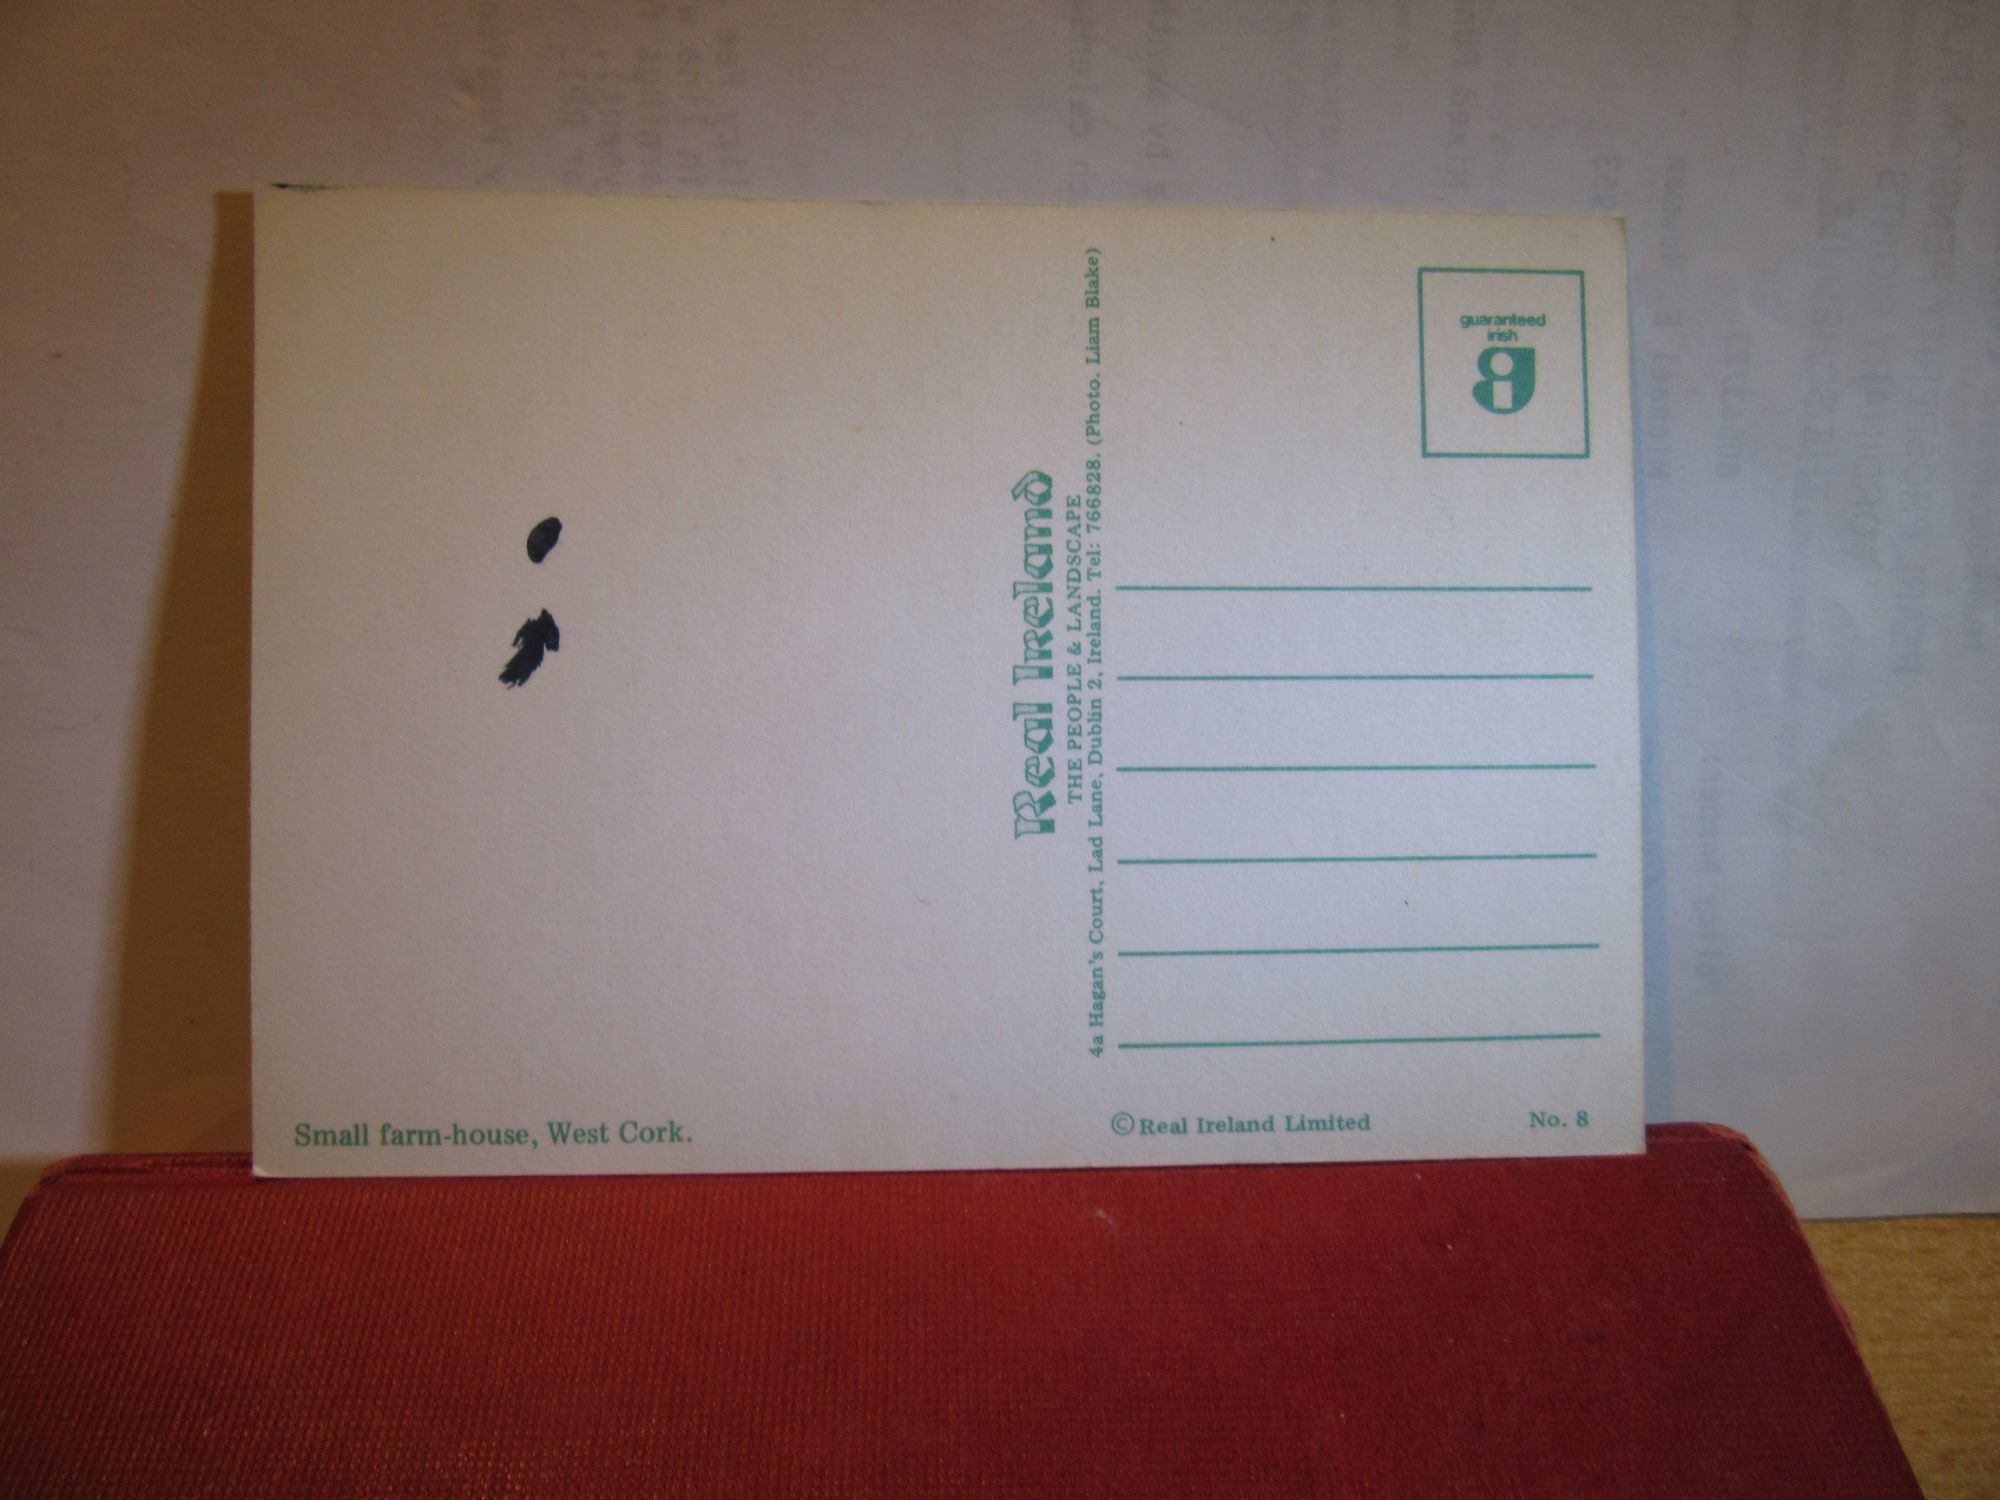 guaranteed
irish
Real Ireland
THE PEOPLE & LANDSCAPE
4a Hagan's Court, Lad Lane, Dublin 2, Ireland. Tel: 766828. (Photo. Liam Blake)
Small farm-house, West Cork.
© Real Ireland Limited
No. 8